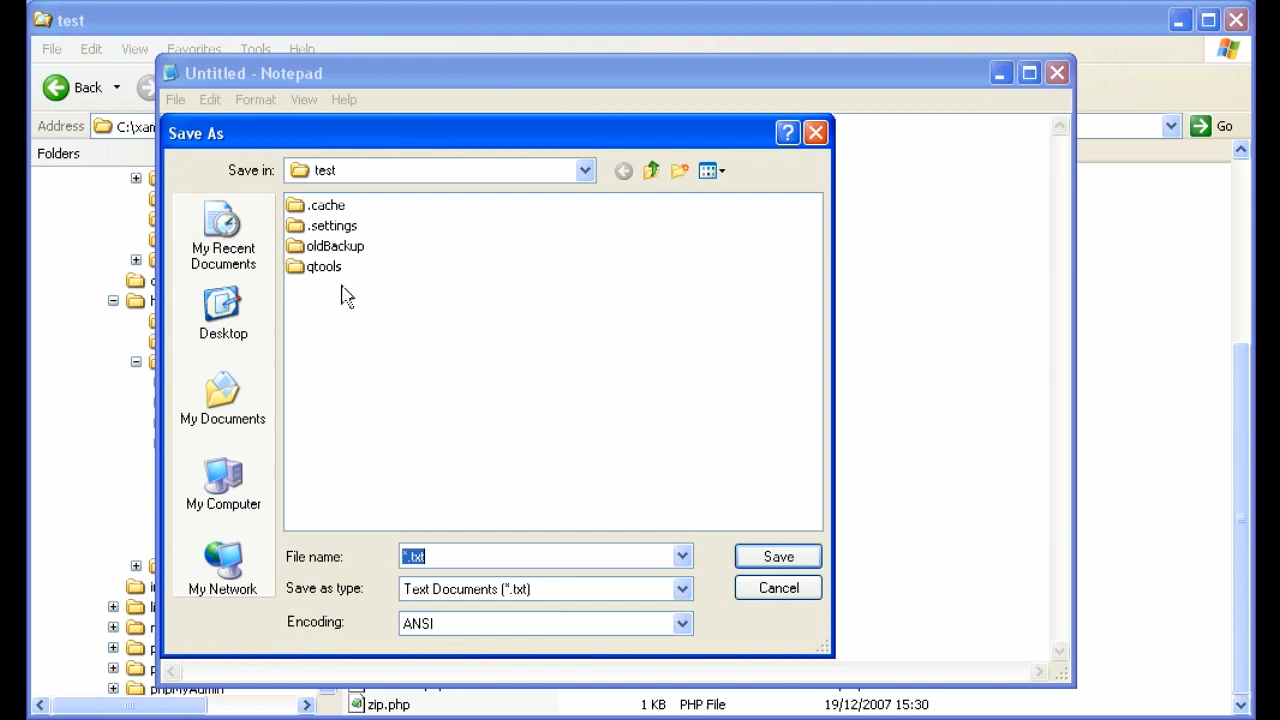 test
File Edit View Favorites Tools Help
Back
Address C:\xan
Go
Folders
Untitled - Notepad
File Edit Format View Help
Save As
Save in: test
.cache
.settings
oldBackup
qtools
My Recent
Documents
Desktop
My Documents
My Computer
My Network
File name: *.txt
Save
Save as type: Text Documents (*.txt)
Cancel
Encoding: ANSI
phpMyAdmin
zip.php 1 KB PHP File 19/12/2007 15:30